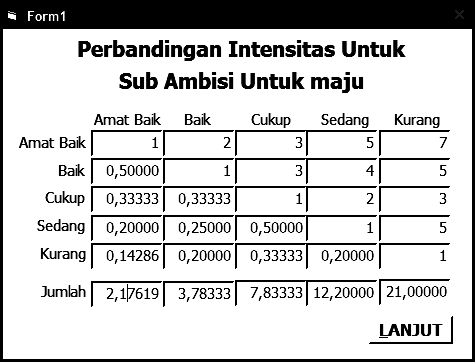 Form1
Perbandingan Intensitas Untuk
Sub Ambisi Untuk maju
Amat Baik Baik Cukup Sedang Kurang
Amat Baik 1 2 3 5 7
Baik 0,50000 1 3 4 5
Cukup 0,33333 0,33333 1 2 3
Sedang 0,20000 0,25000 0,50000 1 5
Kurang 0,14286 0,20000 0,33333 0,20000 1
Jumlah 2,17619 3,78333 7,83333 12,20000 21,00000
LANJUT